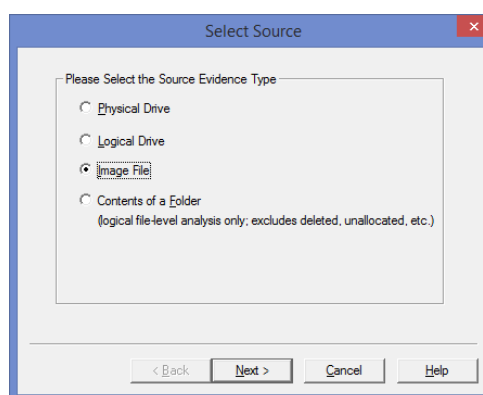 Select Source
Please Select the Source Evidence Type
Physical Drive
Logical Drive
Image File
Contents of a Folder
(logical file-level analysis only; excludes deleted, unallocated, etc.)
< Back
Next >
Cancel
Help